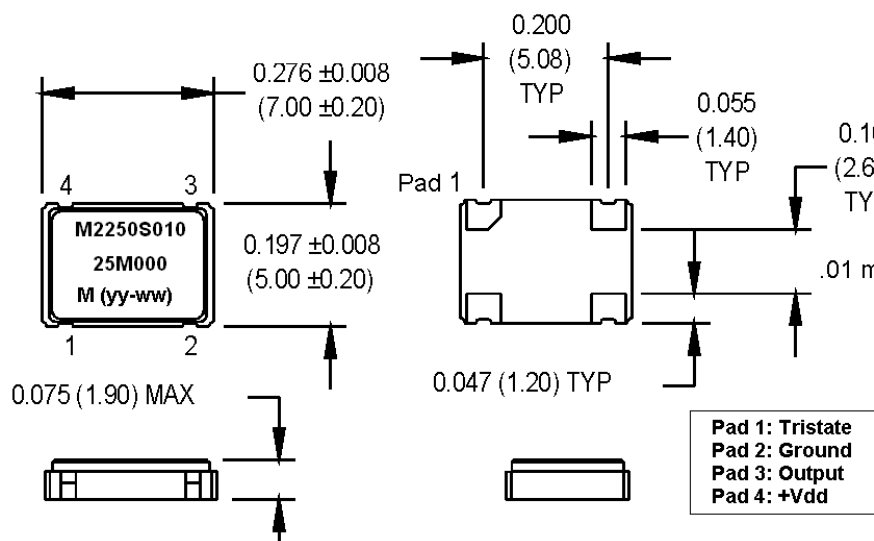 0.276 ±0.008
(7.00 ±0.20)
4
3
M2250S010
25M000
M (yy-ww)
1
2
0.197 ±0.008
(5.00 ±0.20)
0.075 (1.90) MAX
0.200
(5.08)
TYP
0.055
(1.40)
TYP
Pad 1
TYP
.01
0.047 (1.20) TYP
Pad 1: Tristate
Pad 2: Ground
Pad 3: Output
Pad 4: +Vdd